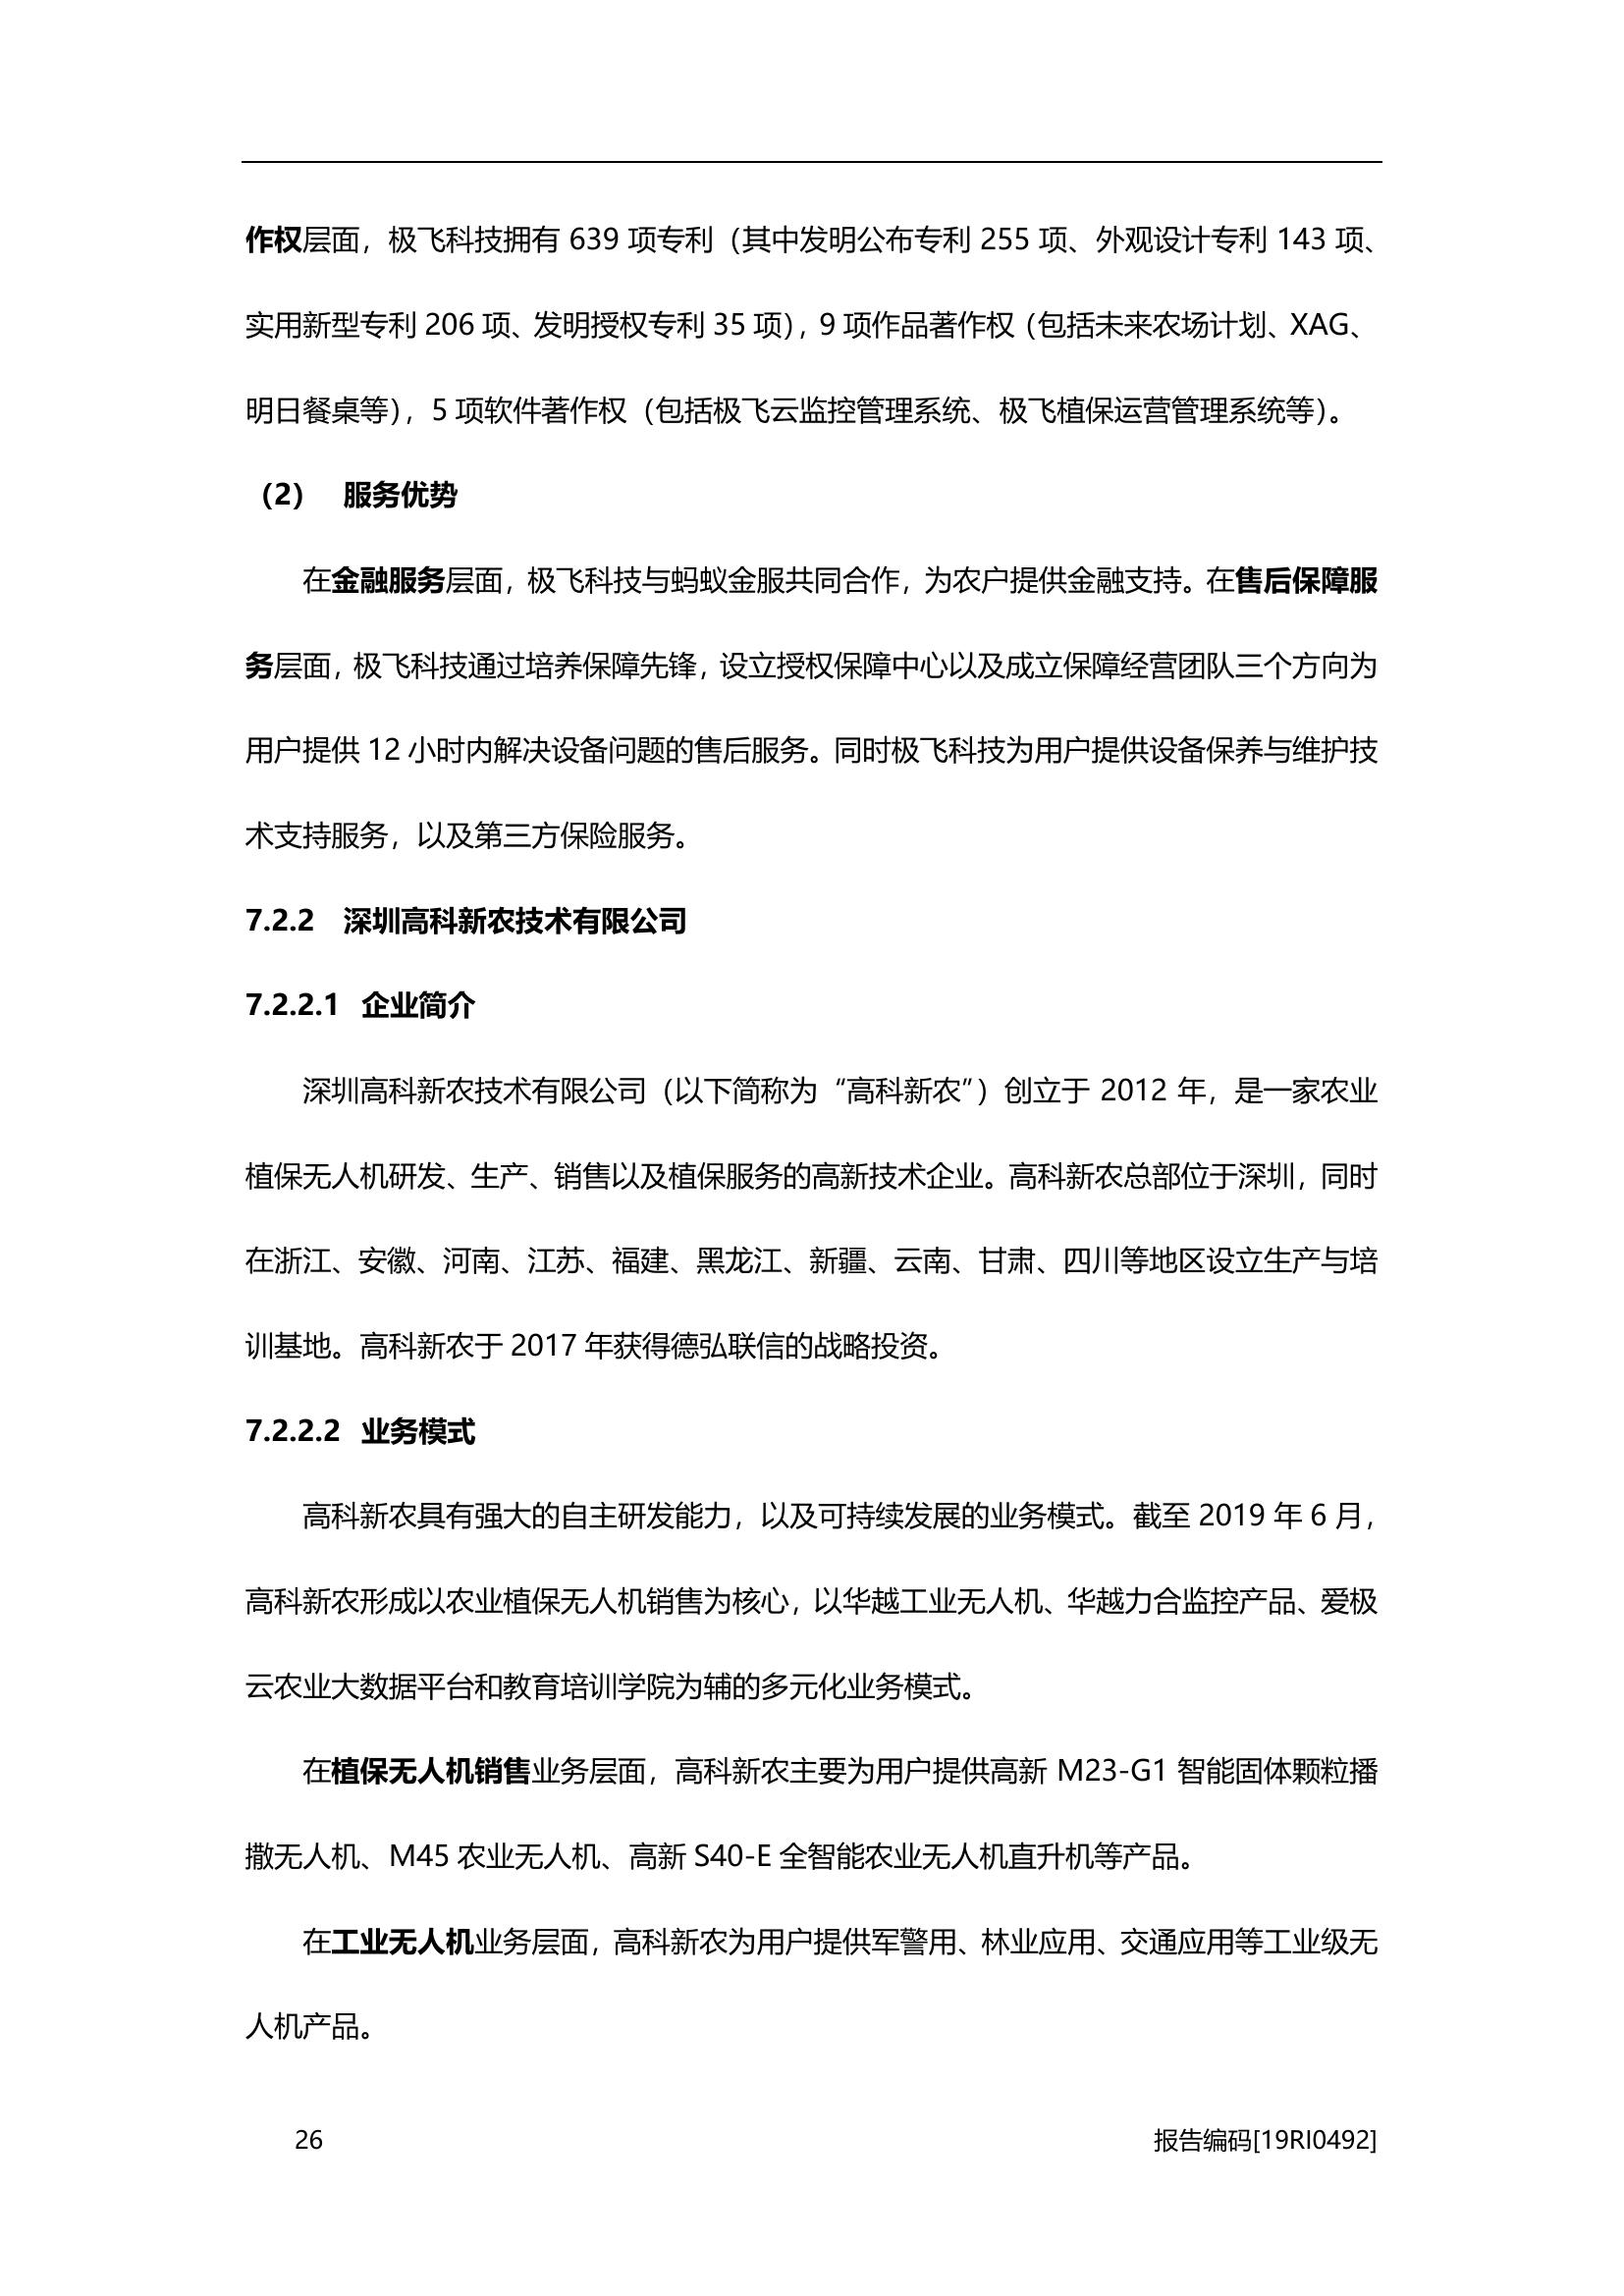 作权层面，极飞科技拥有 639 项专利（其中发明公布专利 255 项、外观设计专利 143 项、
实用新型专利 206 项、发明授权专利 35 项），9 项作品著作权（包括未来农场计划、XAG、
明日餐桌等），5 项软件著作权（包括极飞云监控管理系统、极飞植保运营管理系统等）。
（2） 服务优势
在金融服务层面，极飞科技与蚂蚁金服共同合作，为农户提供金融支持。在售后保障服
务层面，极飞科技通过培养保障先锋，设立授权保障中心以及成立保障经营团队三个方向为
用户提供 12 小时内解决设备问题的售后服务。同时极飞科技为用户提供设备保养与维护技
术支持服务，以及第三方保险服务。
7.2.2 深圳高科新农技术有限公司
7.2.2.1 企业简介
深圳高科新农技术有限公司（以下简称为“高科新农”）创立于 2012 年，是一家农业
植保无人机研发、生产、销售以及植保服务的高新技术企业。高科新农总部位于深圳，同时
在浙江、安徽、河南、江苏、福建、黑龙江、新疆、云南、甘肃、四川等地区设立生产与培
训基地。高科新农于 2017 年获得德弘联信的战略投资。
7.2.2.2 业务模式
高科新农具有强大的自主研发能力，以及可持续发展的业务模式。截至 2019 年 6 月，
高科新农形成以农业植保无人机销售为核心，以华越工业无人机、华越力合监控产品、爱极
云农业大数据平台和教育培训学院为辅的多元化业务模式。
在植保无人机销售业务层面，高科新农主要为用户提供高新 M23-G1 智能固体颗粒播
撒无人机、M45 农业无人机、高新 S40-E 全智能农业无人机直升机等产品。
在工业无人机业务层面，高科新农为用户提供军警用、林业应用、交通应用等工业级无
人机产品。
26 报告编码[19RI0492]